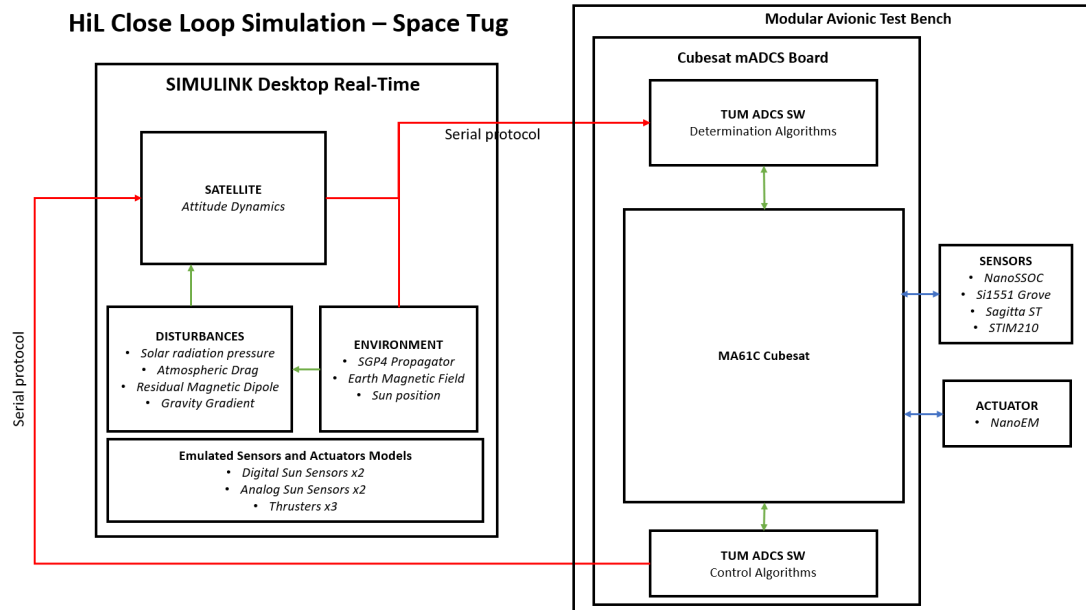 HiL Close Loop Simulation – Space Tug
Modular Avionic Test Bench
SIMULINK Desktop Real-Time
Cubesat mADCS Board
SATELLITE
Attitude Dynamics
Serial protocol
TUM ADCS SW
Determination Algorithms
DISTURBANCES
• Solar radiation pressure
• Atmospheric Drag
• Residual Magnetic Dipole
• Gravity Gradient
ENVIRONMENT
• SGP4 Propagator
• Earth Magnetic Field
• Sun position
Emulated Sensors and Actuators Models
• Digital Sun Sensors x2
• Analog Sun Sensors x2
• Thrusters x3
Serial protocol
MA61C Cubesat
SENSORS
• NanoSSOC
• Si1551 Grove
• Sagitta ST
• STIM210
ACTUATOR
• NanoEM
TUM ADCS SW
Control Algorithms